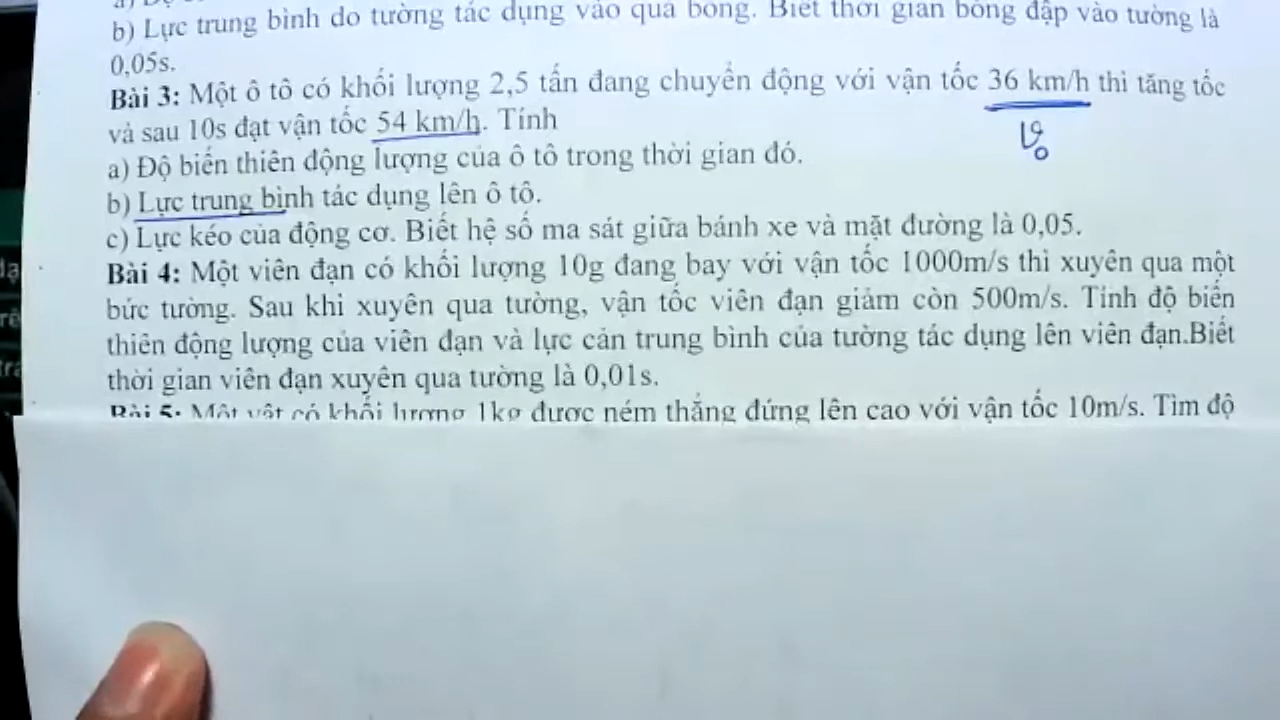 b) Lực trung bình do tường tác dụng vào quả bóng. Biết thời gian bóng đập vào tường là
0,05s.
Bài 3: Một ô tô có khối lượng 2,5 tấn đang chuyển động với vận tốc 36 km/h thì tăng tốc
và sau 10s đạt vận tốc 54 km/h. Tính
v₀
a) Độ biến thiên động lượng của ô tô trong thời gian đó.
b) Lực trung bình tác dụng lên ô tô.
c) Lực kéo của động cơ. Biết hệ số ma sát giữa bánh xe và mặt đường là 0,05.
Bài 4: Một viên đạn có khối lượng 10g đang bay với vận tốc 1000m/s thì xuyên qua một
bức tường. Sau khi xuyên qua tường, vận tốc viên đạn giảm còn 500m/s. Tính độ biến
thiên động lượng của viên đạn và lực cản trung bình của tường tác dụng lên viên đạn.Biết
thời gian viên đạn xuyên qua tường là 0,01s.
Bài 5: Một vật có khối lượng 1kg được ném thẳng đứng lên cao với vận tốc 10m/s. Tìm độ